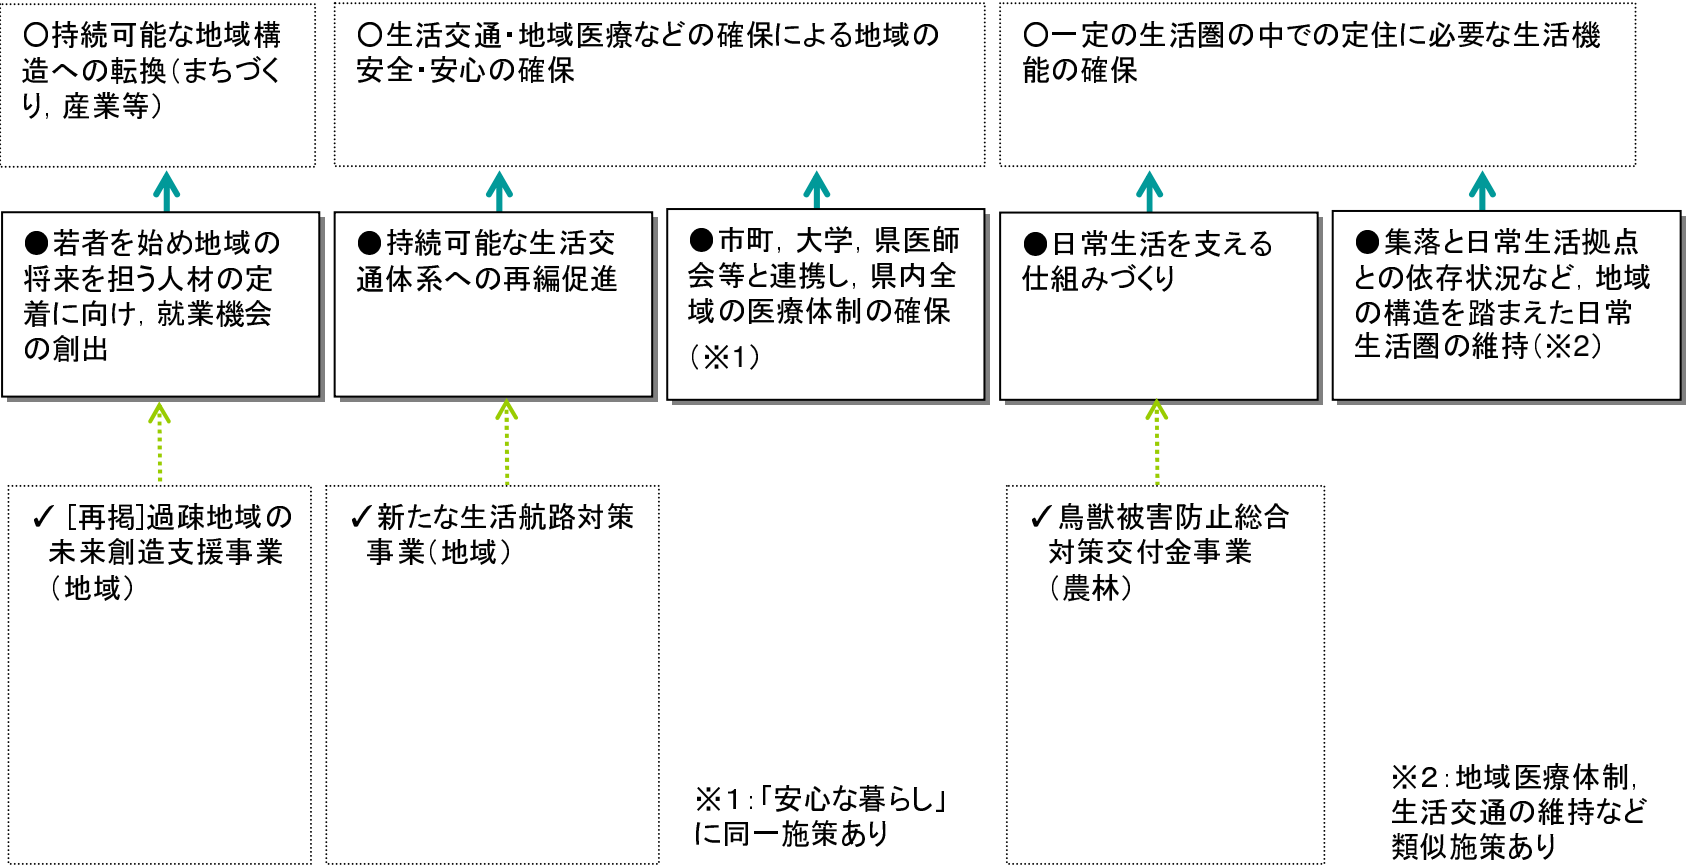 ○持続可能な地域構
造への転換（まちづく
り，産業等）
○生活交通・地域医療などの確保による地域の
安全・安心の確保
○一定の生活圏の中での定住に必要な生活機
能の確保
●若者を始め地域の
将来を担う人材の定
着に向け，就業機会
の創出
●持続可能な生活交
通体系への再編促進
●市町，大学，県医師
会等と連携し，県内全
域の医療体制の確保
（※１）
●日常生活を支える
仕組みづくり
●集落と日常生活拠点
との依存状況など，地域
の構造を踏まえた日常
生活圏の維持（※２）
✓［再掲］過疎地域の
未来創造支援事業
（地域）
✓新たな生活航路対策
事業（地域）
✓鳥獣被害防止総合
対策交付金事業
（農林）
※１：「安心な暮らし」
に同一施策あり
※２：地域医療体制，
生活交通の維持など
類似施策あり